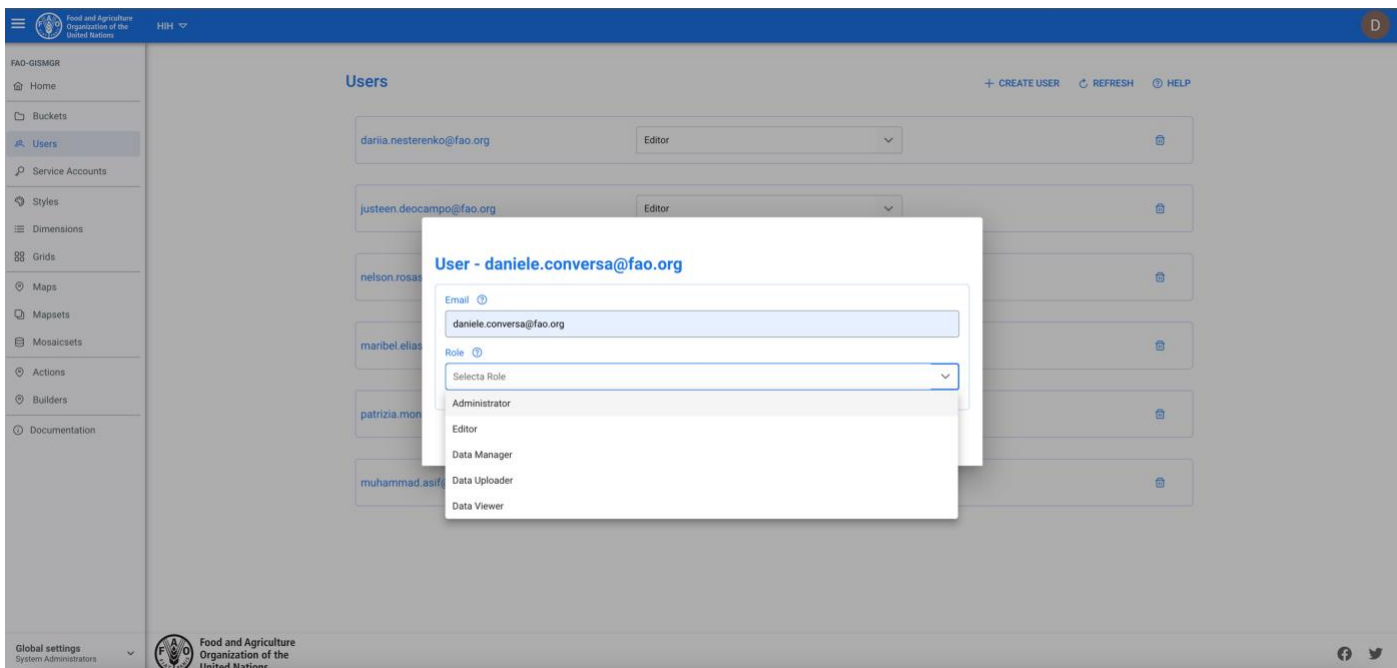 Food and Agriculture
Organization of the
United Nations
HIH
D
FAO-GISMGR
Home
Buckets
Users
Service Accounts
Styles
Dimensions
Grids
Maps
Mapsets
Mosaicsets
Actions
Builders
Documentation
Global settings
System Administrators
Users
+ CREATE USER
REFRESH
HELP
dariia.nesterenko@fao.org
Editor
justeen.deocampo@fao.org
Editor
nelson.rosas
maribel.elias
patrizia.mon
muhammad.asif@
User - daniele.conversa@fao.org
Email
daniele.conversa@fao.org
Role
Selecta Role
Administrator
Editor
Data Manager
Data Uploader
Data Viewer
Food and Agriculture
Organization of the
United Nations